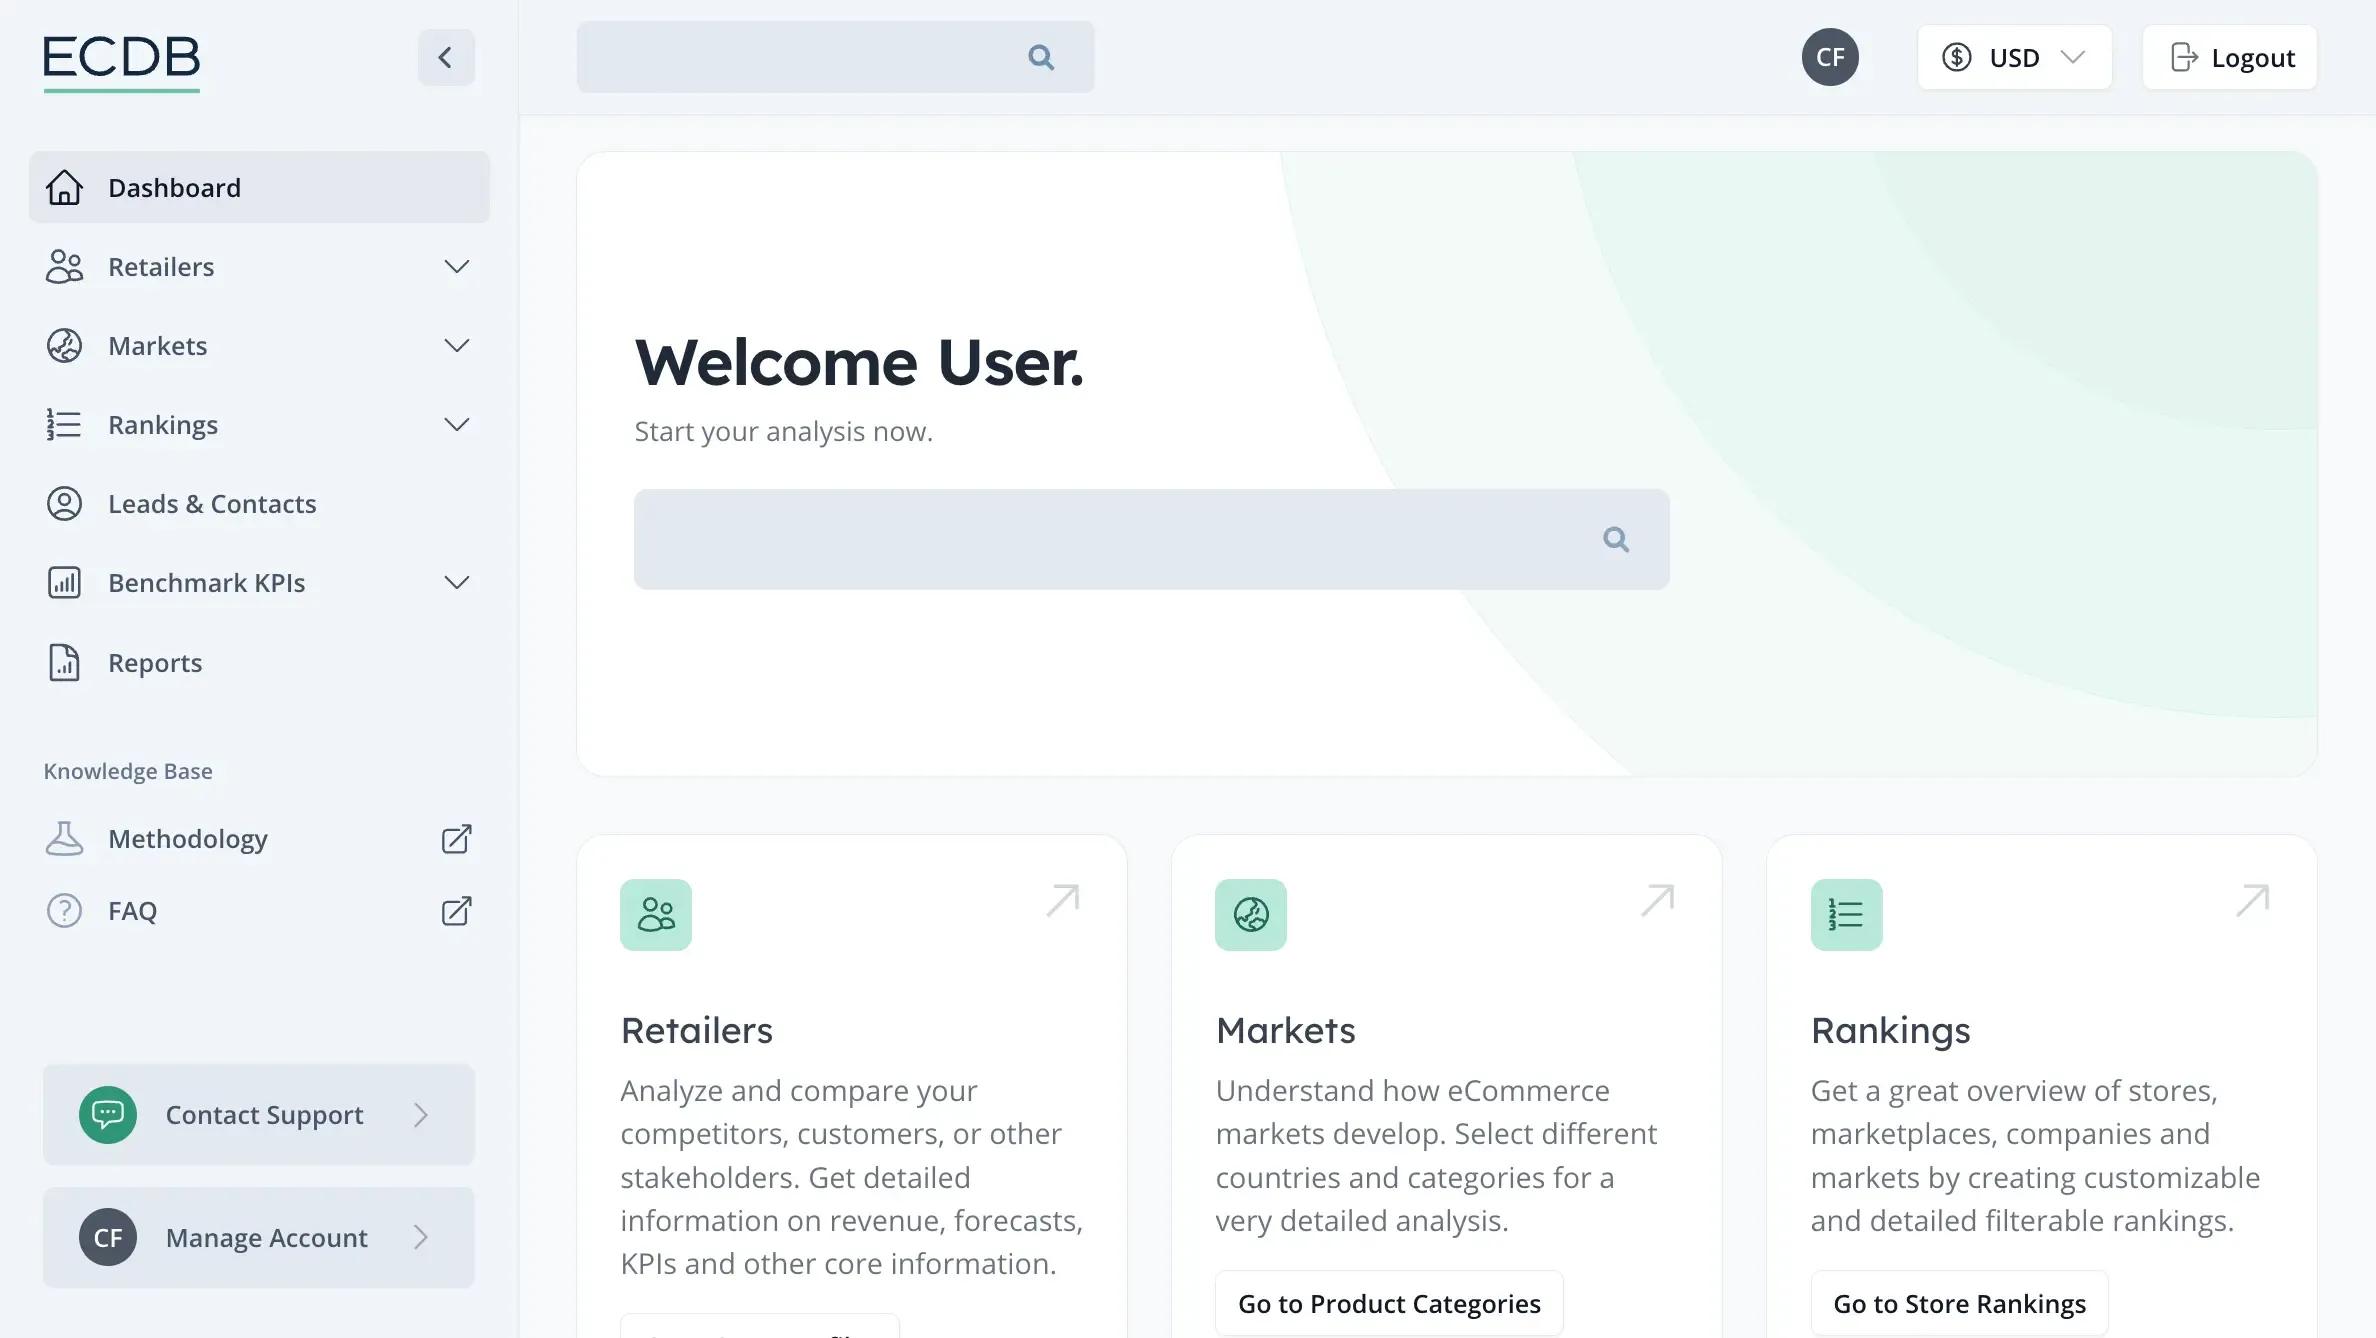 ECDB
CF
USD
Logout
Dashboard
Retailers
Markets
Rankings
Leads & Contacts
Benchmark KPIs
Reports
Knowledge Base
Methodology
FAQ
Contact Support
CF
Manage Account
Welcome User.
Start your analysis now.
Retailers
Analyze and compare your
competitors, customers, or other
stakeholders. Get detailed
information on revenue, forecasts,
KPIs and other core information.
Markets
Understand how eCommerce
markets develop. Select different
countries and categories for a
very detailed analysis.
Go to Product Categories
Rankings
Get a great overview of stores,
marketplaces, companies and
markets by creating customizable
and detailed filterable rankings.
Go to Store Rankings